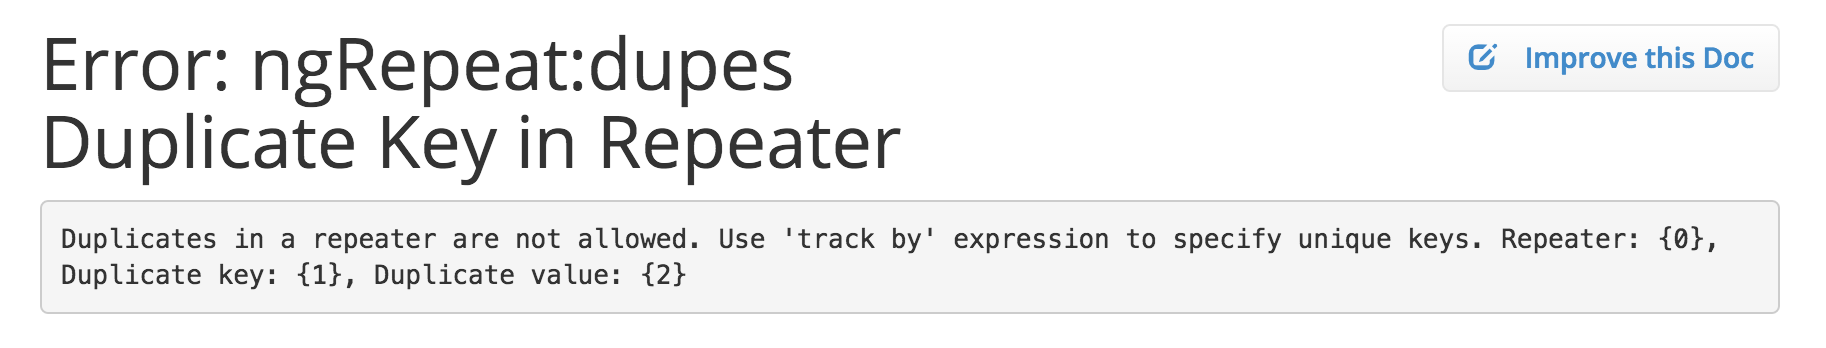 Error: ngRepeat:dupes
Improve this Doc
Duplicate Key in Repeater
Duplicates in a repeater are not allowed. Use 'track by' expression to specify unique keys. Repeater: {0},
Duplicate key: {1}, Duplicate value: {2}